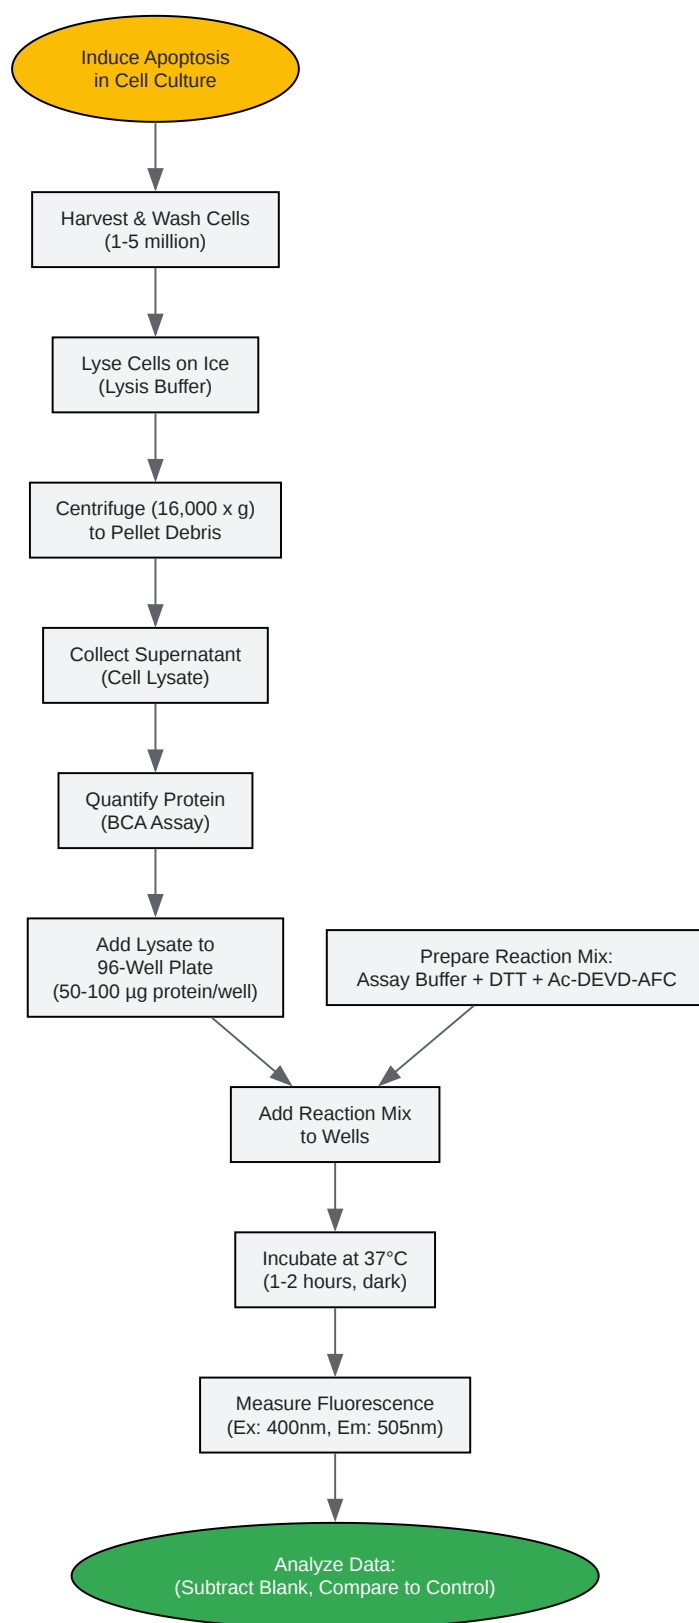 Induce Apoptosis
in Cell Culture
Harvest & Wash Cells
(1-5 million)
Lyse Cells on Ice
(Lysis Buffer)
Centrifuge (16,000 x g)
to Pellet Debris
Collect Supernatant
(Cell Lysate)
Quantify Protein
(BCA Assay)
Add Lysate to
96-Well Plate
(50-100 µg protein/well)
Prepare Reaction Mix:
Assay Buffer + DTT + Ac-DEVD-AFC
Add Reaction Mix
to Wells
Incubate at 37°C
(1-2 hours, dark)
Measure Fluorescence
(Ex: 400nm, Em: 505nm)
Analyze Data:
(Subtract Blank, Compare to Control)